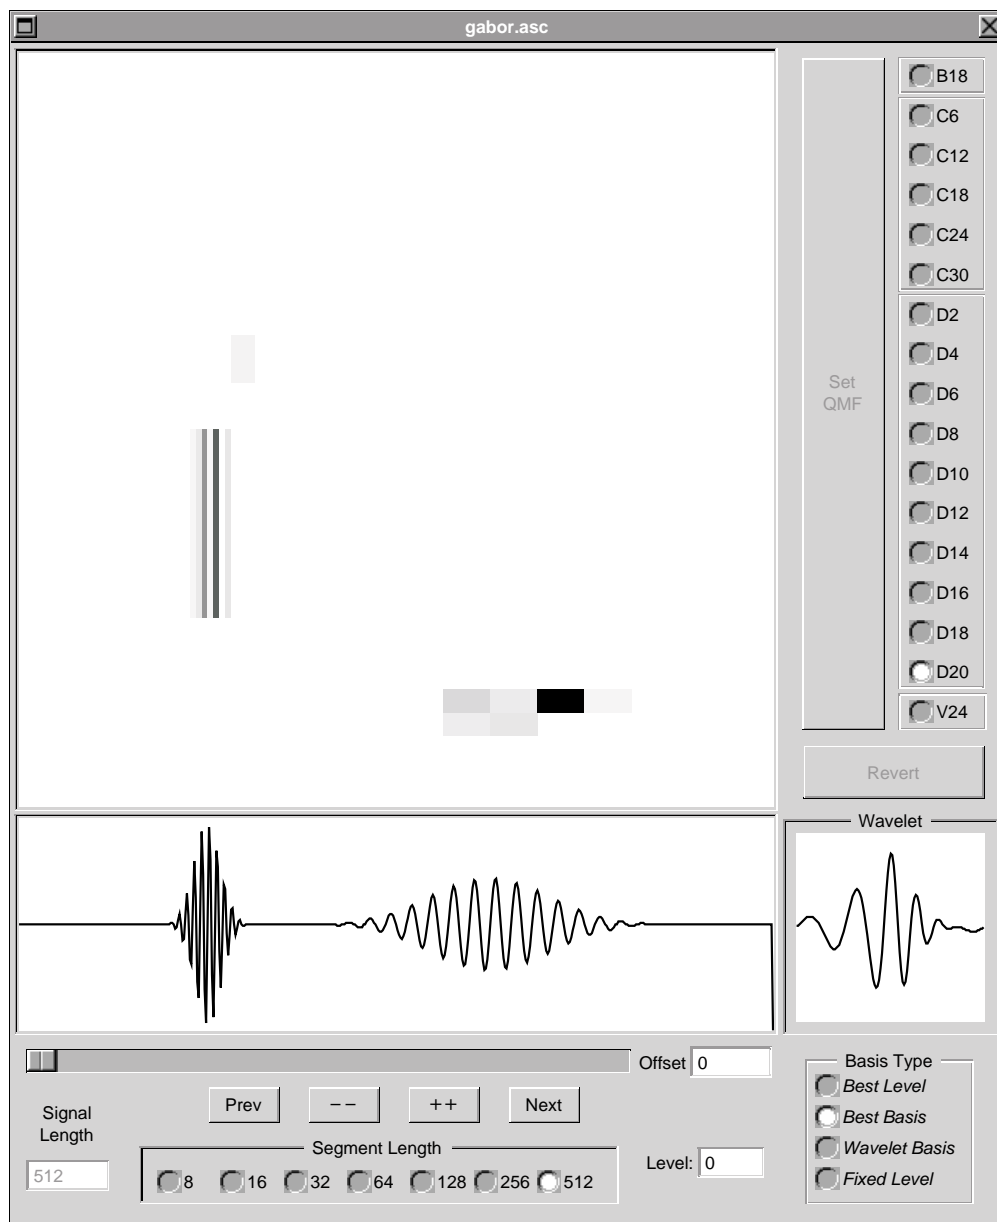 gabor.asc
B18
C6
C12
C18
C24
C30
D2
D4
D6
D8
D10
D12
D14
D16
D18
D20
V24
Set
QMF
Revert
Wavelet
Offset 0
Prev
– –
++
Next
Signal
Length
512
Segment Length
8 16 32 64 128 256 512
Level: 0
Basis Type
Best Level
Best Basis
Wavelet Basis
Fixed Level